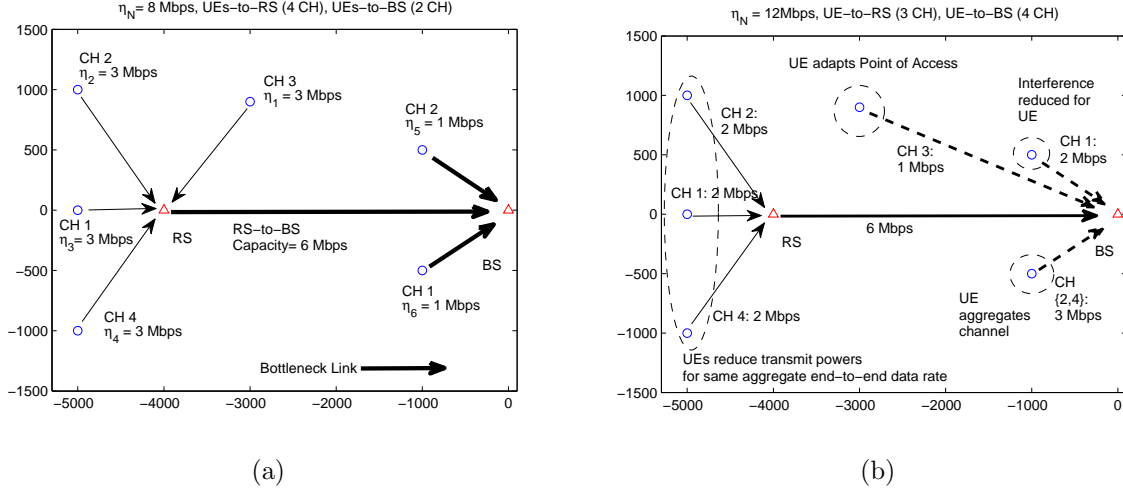 η_N = 8 Mbps, UEs−to−RS (4 CH), UEs−to−BS (2 CH)
1500
1000
500
0
−500
−1000
−1500
−5000
−4000
−3000
−2000
−1000
0
CH 2
η_2 = 3 Mbps
CH 3
η_1 = 3 Mbps
CH 2
η_5 = 1 Mbps
CH 1
η_3 = 3 Mbps
RS
RS−to−BS
Capacity= 6 Mbps
BS
CH 1
η_6 = 1 Mbps
CH 4
η_4 = 3 Mbps
Bottleneck Link
(a)
η_N = 12Mbps, UE−to−RS (3 CH), UE−to−BS (4 CH)
1500
1000
500
0
−500
−1000
−1500
−5000
−4000
−3000
−2000
−1000
0
UE adapts Point of Access
Interference
reduced for
UE
CH 2:
2 Mbps
CH 3:
1 Mbps
CH 1:
2 Mbps
CH 1: 2 Mbps
RS
6 Mbps
BS
CH 4: 2 Mbps
UE
aggregates
channel
CH
{2,4}:
3 Mbps
UEs reduce transmit powers
for same aggregate end−to−end data rate
(b)